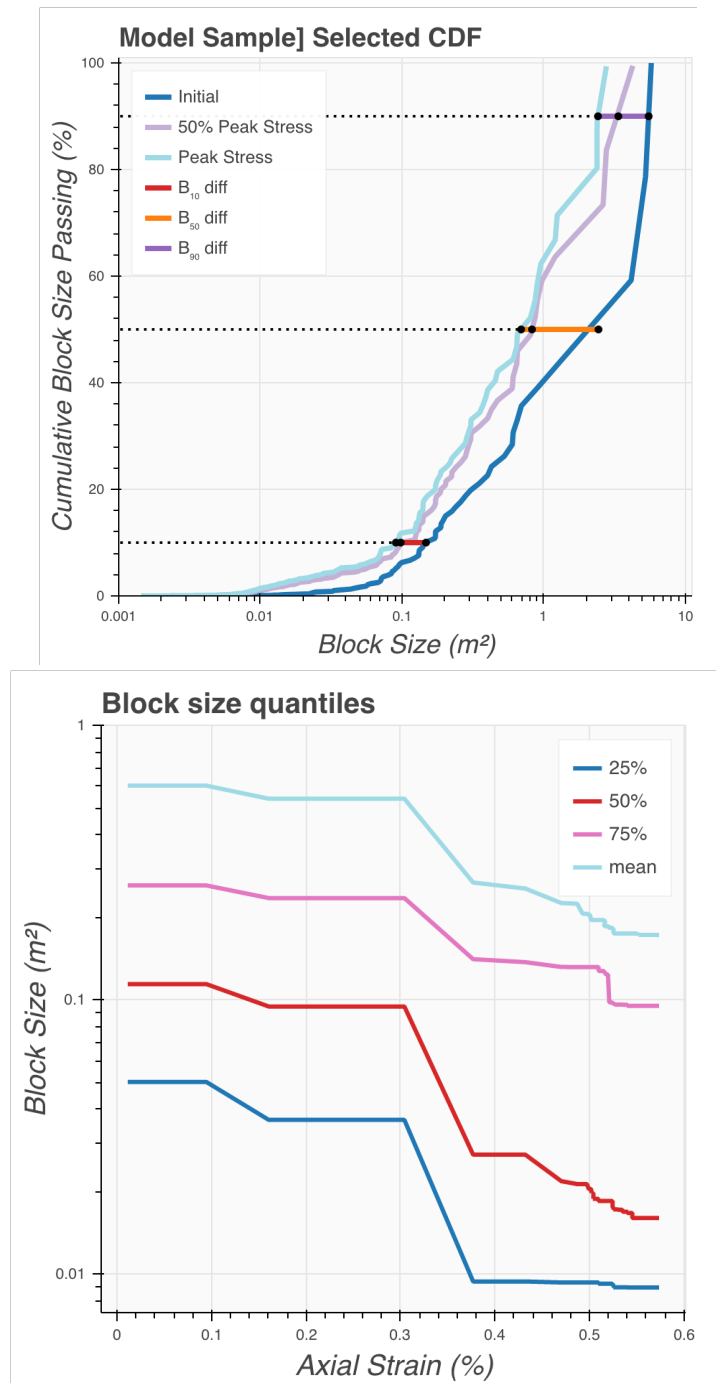 Model Sample] Selected CDF
Cumulative Block Size Passing (%)
100
80
60
40
20
0
Initial
50% Peak Stress
Peak Stress
B₁₀ diff
B₅₀ diff
B₉₀ diff
0.001
0.01
0.1
1
10
Block Size (m²)
Block size quantiles
Block Size (m²)
1
0.1
0.01
25%
50%
75%
mean
0
0.1
0.2
0.3
0.4
0.5
0.6
Axial Strain (%)